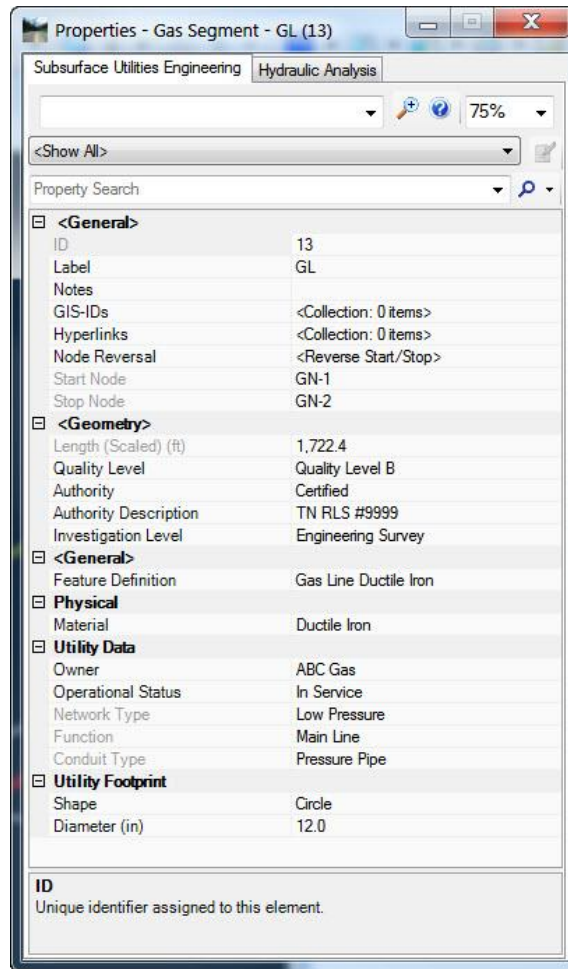 Properties - Gas Segment - GL (13)
Subsurface Utilities Engineering Hydraulic Analysis
75%
<Show All>
Property Search
<General>
ID 13
Label GL
Notes
GIS-IDs <Collection: 0 items>
Hyperlinks <Collection: 0 items>
Node Reversal <Reverse Start/Stop>
Start Node GN-1
Stop Node GN-2
<Geometry>
Length (Scaled) (ft) 1,722.4
Quality Level Quality Level B
Authority Certified
Authority Description TN RLS #9999
Investigation Level Engineering Survey
<General>
Feature Definition Gas Line Ductile Iron
Physical
Material Ductile Iron
Utility Data
Owner ABC Gas
Operational Status In Service
Network Type Low Pressure
Function Main Line
Conduit Type Pressure Pipe
Utility Footprint
Shape Circle
Diameter (in) 12.0
ID
Unique identifier assigned to this element.